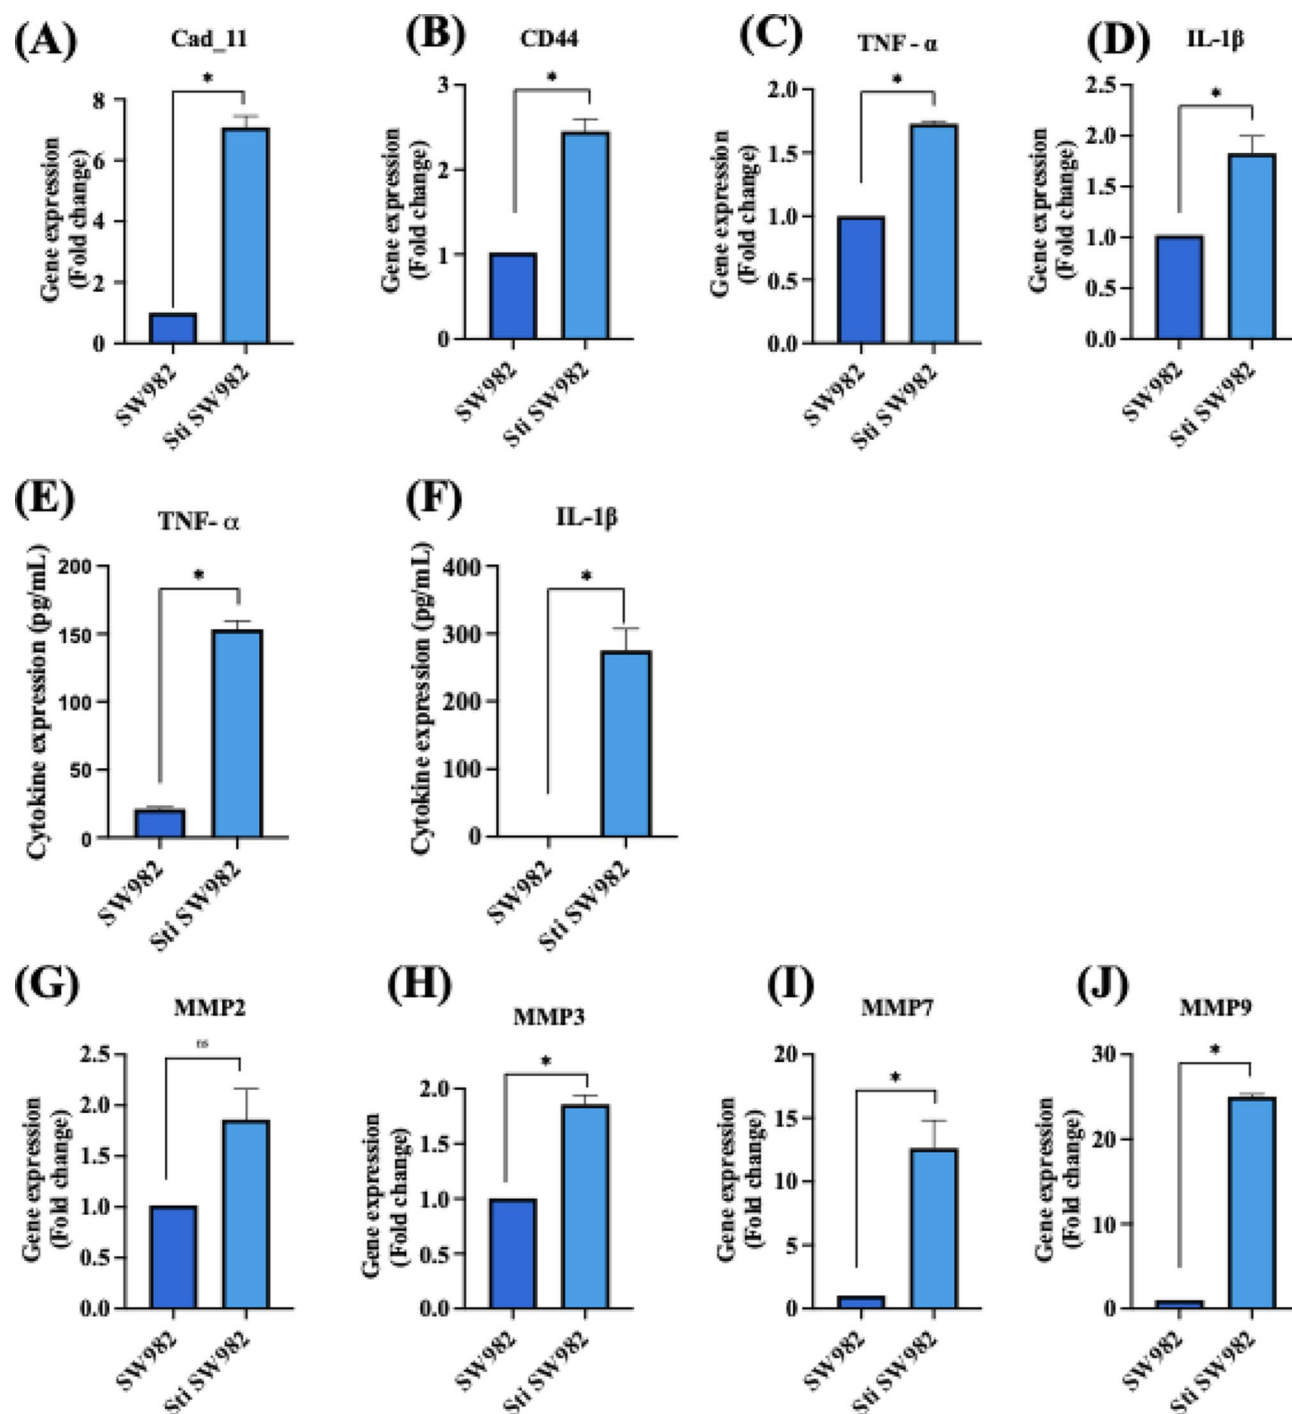 (A)
Cad_11
*
Gene expression
(Fold change)
8
6
4
2
0
SW982
Sti SW982
(B)
CD44
*
Gene expression
(Fold change)
3
2
1
0
SW982
Sti SW982
(C)
TNF - α
*
Gene expression
(Fold change)
2.0
1.5
1.0
0.5
0.0
SW982
Sti SW982
(D)
IL-1β
*
Gene expression
(Fold change)
2.5
2.0
1.5
1.0
0.5
0.0
SW982
Sti SW982
(E)
TNF- α
*
Cytokine expression (pg/mL)
200
150
100
50
0
SW982
Sti SW982
(F)
IL-1β
*
Cytokine expression (pg/mL)
400
300
200
100
0
SW982
Sti SW982
(G)
MMP2
ns
Gene expression
(Fold change)
2.5
2.0
1.5
1.0
0.5
0.0
SW982
Sti SW982
(H)
MMP3
*
Gene expression
(Fold change)
2.0
1.5
1.0
0.5
0.0
SW982
Sti SW982
(I)
MMP7
*
Gene expression
(Fold change)
20
15
10
5
0
SW982
Sti SW982
(J)
MMP9
*
Gene expression
(Fold change)
30
20
10
0
SW982
Sti SW982